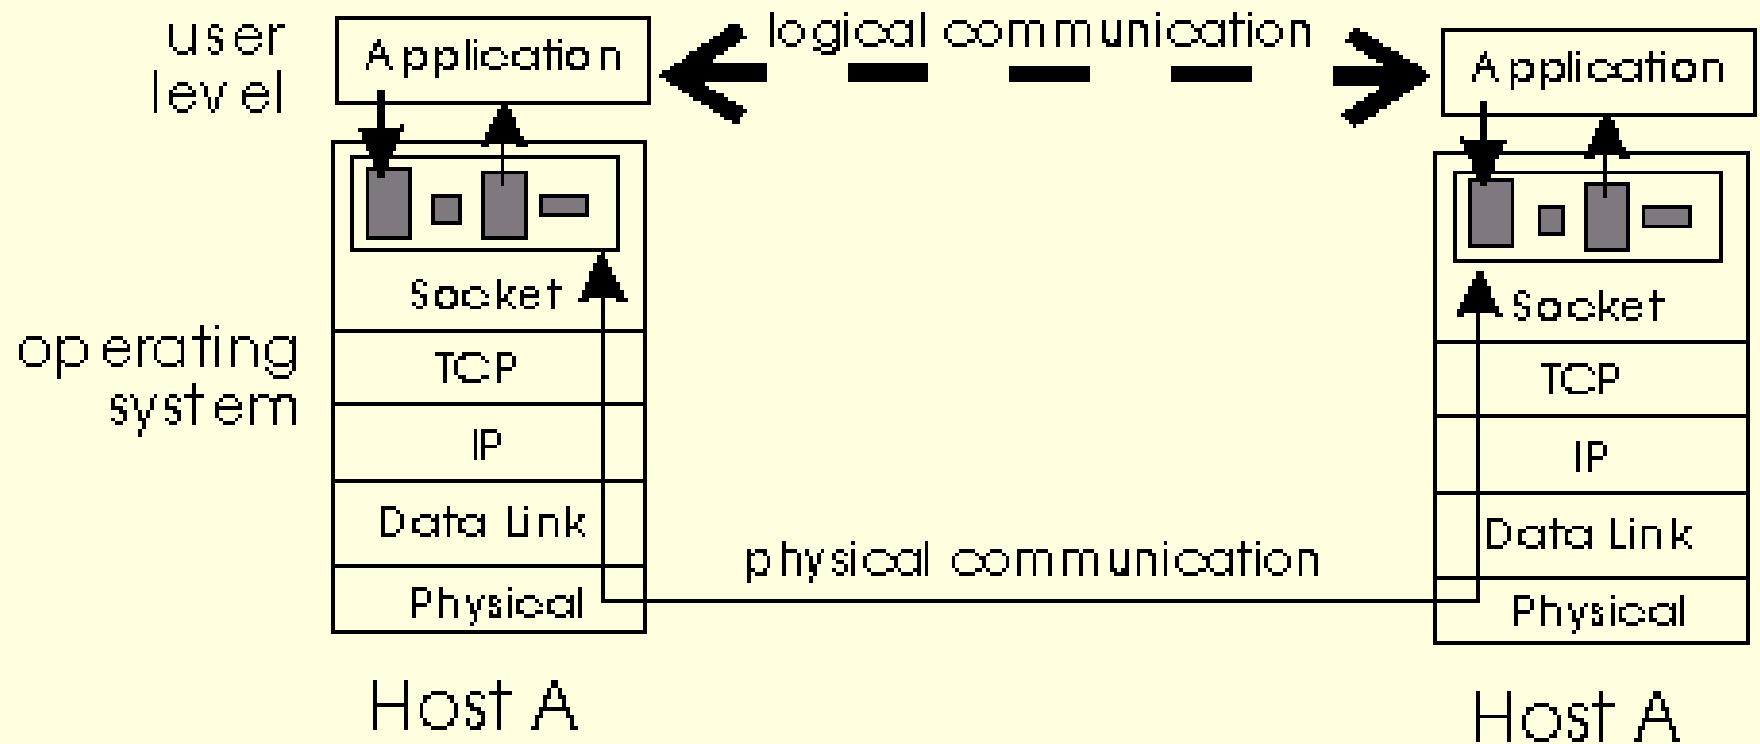 user
level
Application
logical communication
Application
Socket
Socket
operating
system
TCP
TCP
IP
IP
Data Link
Data Link
physical communication
Physical
Physical
Host A
Host A